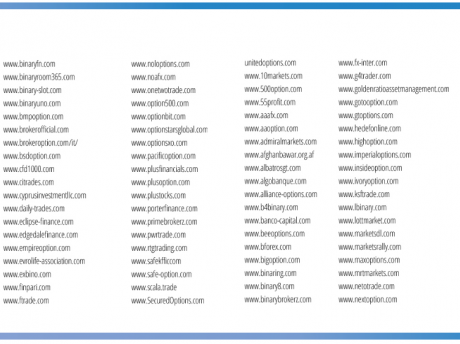 www.binaryfn.com
www.binaryroom365.com
www.binary-slot.com
www.binaryuno.com
www.bmpoption.com
www.brokerofficial.com
www.brokeroption.com/it/
www.bsdoption.com
www.cfd1000.com
www.citrades.com
www.cyprusinvestmentllc.com
www.daily-trades.com
www.eclipse-finance.com
www.edgedalefinance.com
www.empireoption.com
www.evrolife-association.com
www.exbino.com
www.finpari.com
www.ftrade.com
www.noloptions.com
www.noafx.com
www.onetwotrade.com
www.option500.com
www.optionbit.com
www.optionstarsglobal.com
www.optionsxo.com
www.pacificoption.com
www.plusfinancials.com
www.plusoption.com
www.plustocks.com
www.porterfinance.com
www.primebrokerz.com
www.pwrtrade.com
www.rtgtrading.com
www.safekffic.com
www.safe-option.com
www.scala.trade
www.SecuredOptions.com
unitedoptions.com
www.10markets.com
www.500option.com
www.55profit.com
www.aaafx.com
www.aaoption.com
www.admiralmarkets.com
www.afgharibawar.org.af
www.albatrosgt.com
www.algobanque.com
www.alliance-options.com
www.b4binary.com
www.banco-capital.com
www.beeoptions.com
www.bforex.com
www.bigoption.com
www.binaring.com
www.binary8.com
www.binarybrokerz.com
www.fx-inter.com
www.g4trader.com
www.goldenratioassetmanagement.com
www.gotooption.com
www.gtoptions.com
www.hedefonline.com
www.highoption.com
www.imperialoptions.com
www.insideoption.com
www.ivoryoption.com
www.ksftrade.com
www.lbinary.com
www.lottmarket.com
www.marketsdl.com
www.marketsrally.com
www.maxoptions.com
www.mrtmarkets.com
www.netotrade.com
www.nextoption.com